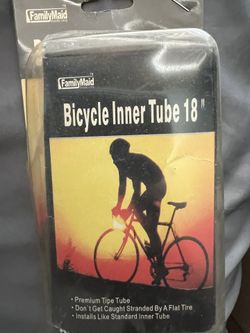 FamilyMaid
FamilyMaid
Bicycle Inner Tube 18"
• Premium Tipe Tube
• Don't Get Caught Stranded By A Flat Tire
• Installs Like Standard Inner Tube